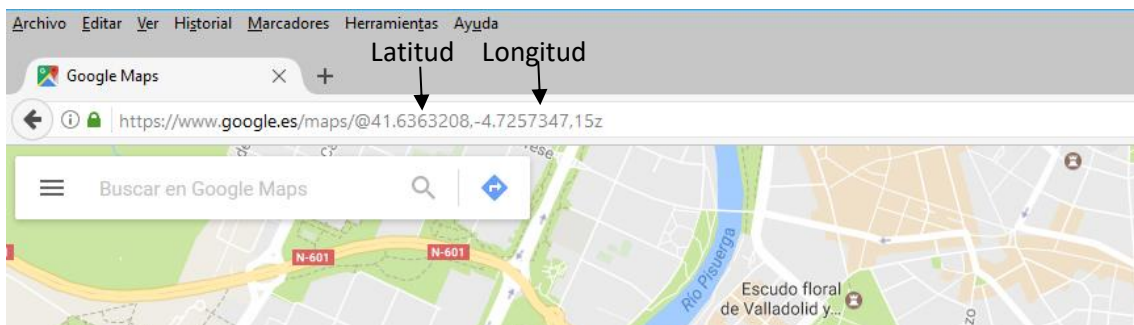 Archivo Editar Ver Historial Marcadores Herramientas Ayuda
Latitud Longitud
Google Maps
https://www.google.es/maps/@41.6363208,-4.7257347,15z
Buscar en Google Maps
N-601 N-601
Río Pisuerga
Escudo floral
de Valladolid y...